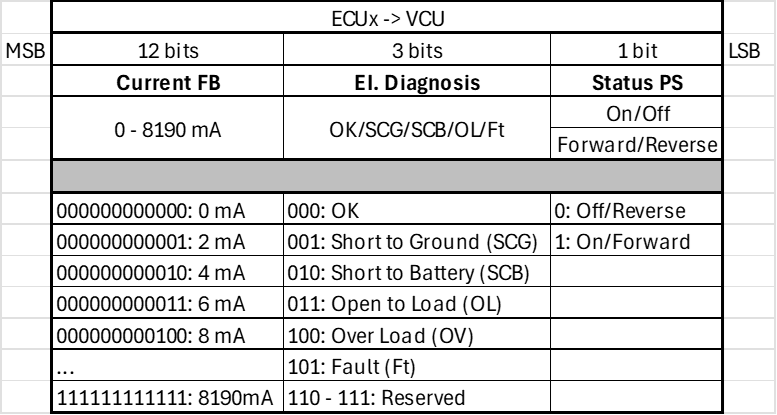 ECUx -> VCU
MSB 12 bits 3 bits 1 bit LSB
Current FB El. Diagnosis Status PS
0 - 8190 mA OK/SCG/SCB/OL/Ft On/Off
Forward/Reverse
000000000000: 0 mA 000: OK 0: Off/Reverse
000000000001: 2 mA 001: Short to Ground (SCG) 1: On/Forward
000000000010: 4 mA 010: Short to Battery (SCB)
000000000011: 6 mA 011: Open to Load (OL)
000000000100: 8 mA 100: Over Load (OV)
... 101: Fault (Ft)
111111111111: 8190mA 110 - 111: Reserved